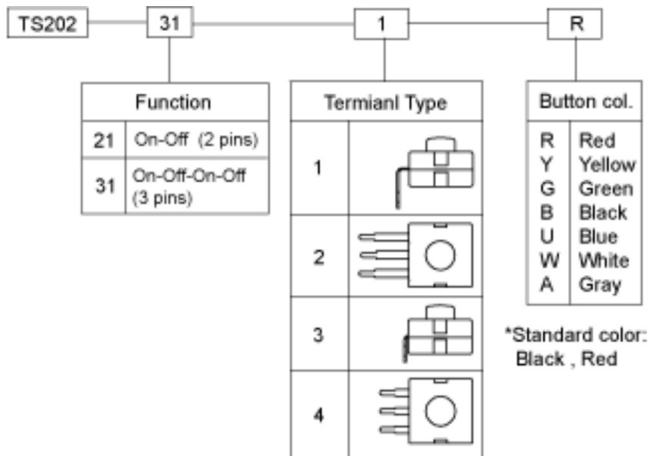 TS202 31 1 R
Function
21 On-Off (2 pins)
31 On-Off-On-Off
(3 pins)
Termianl Type
1
2
3
4
Button col.
R Red
Y Yellow
G Green
B Black
U Blue
W White
A Gray
*Standard color:
Black , Red